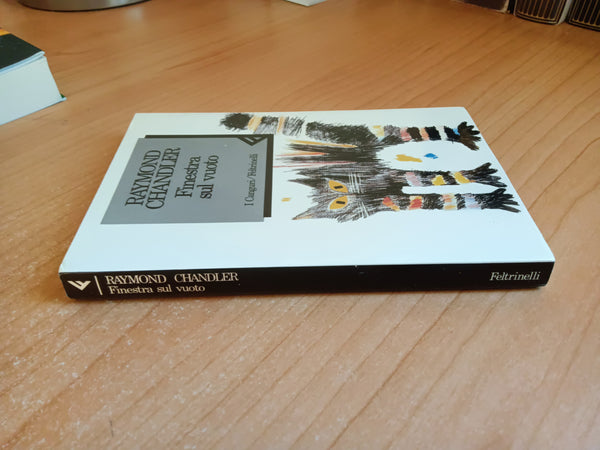 RAYMOND
CHANDLER
Finestra
sul vuoto
I Canguri/Feltrinelli
RAYMOND CHANDLER
Finestra sul vuoto
Feltrinelli